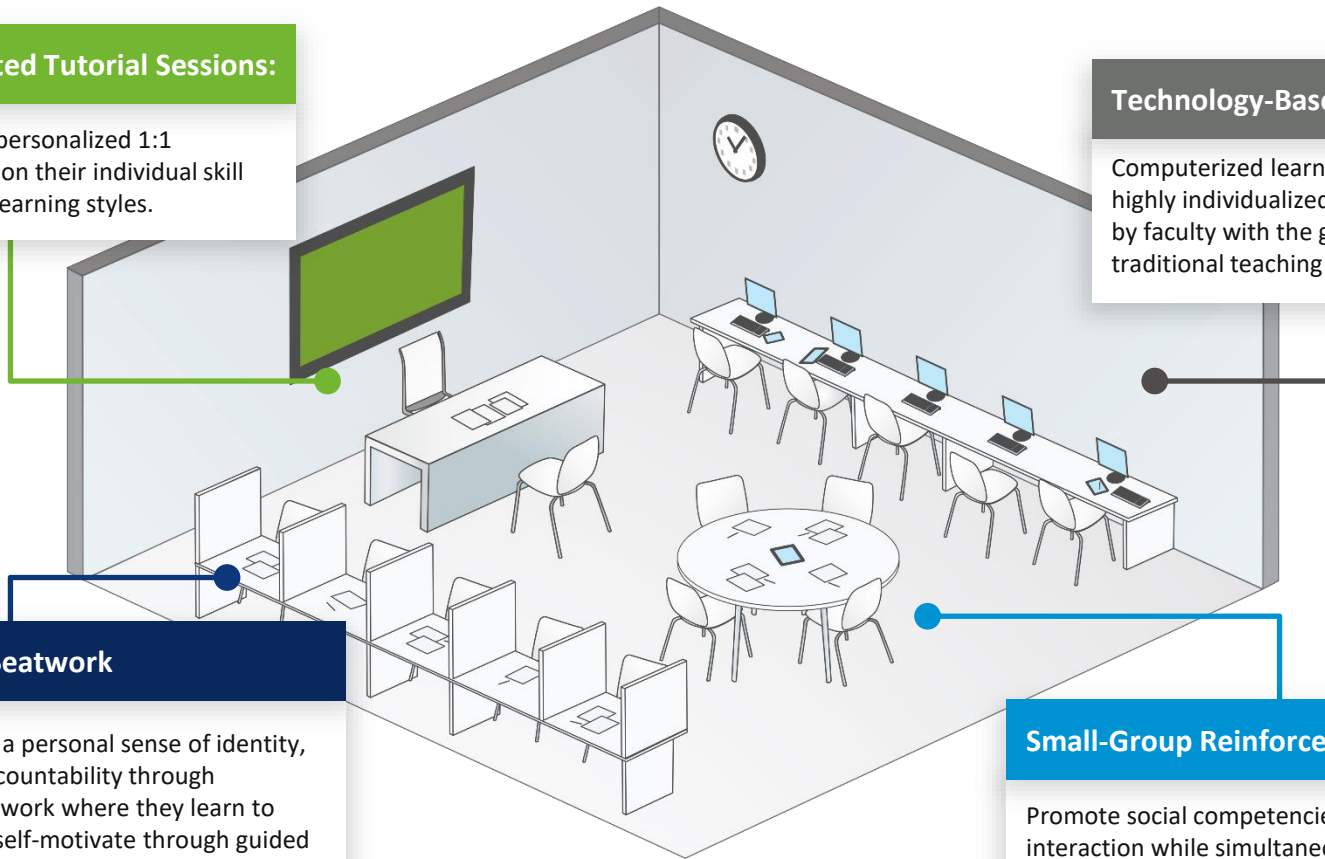 ted Tutorial Sessions:
personalized 1:1
on their individual skill
earning styles.
Technology-Base
Computerized learn
highly individualized
by faculty with the g
traditional teaching
eatwork
a personal sense of identity,
countability through
work where they learn to
self-motivate through guided
Small-Group Reinforce
Promote social competencie
interaction while simultanec